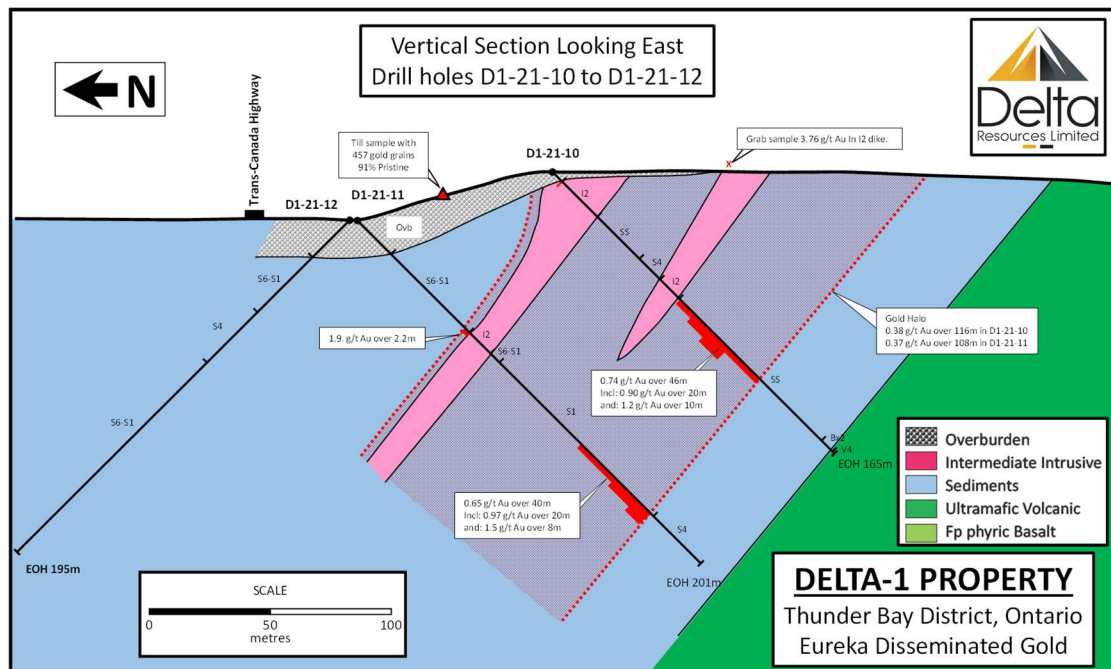 Vertical Section Looking East
Drill holes D1-21-10 to D1-21-12
N
Delta
Resources Limited
Trans-Canada Highway
Till sample with
457 gold grains
91% Pristine
Grab sample 3.76 g/t Au In I2 dike.
x
D1-21-10
D1-21-11
D1-21-12
Ovb
I2
SS
S6-S1
S6-S1
S4
S4
I2
Gold Halo
0.38 g/t Au over 116m in D1-21-10
0.37 g/t Au over 108m in D1-21-11
1.9. g/t Au over 2.2m
I2
S6-S1
0.74 g/t Au over 46m
Incl: 0.90 g/t Au over 20m
and: 1.2 g/t Au over 10m
SS
S1
S6-S1
Bx2
V4
EOH 165m
Overburden
Intermediate Intrusive
Sediments
Ultramafic Volcanic
Fp phyric Basalt
0.65 g/t Au over 40m
Incl: 0.97 g/t Au over 20m
and: 1.5 g/t Au over 8m
S4
EOH 195m
EOH 201m
SCALE
0 50 100
metres
DELTA-1 PROPERTY
Thunder Bay District, Ontario
Eureka Disseminated Gold